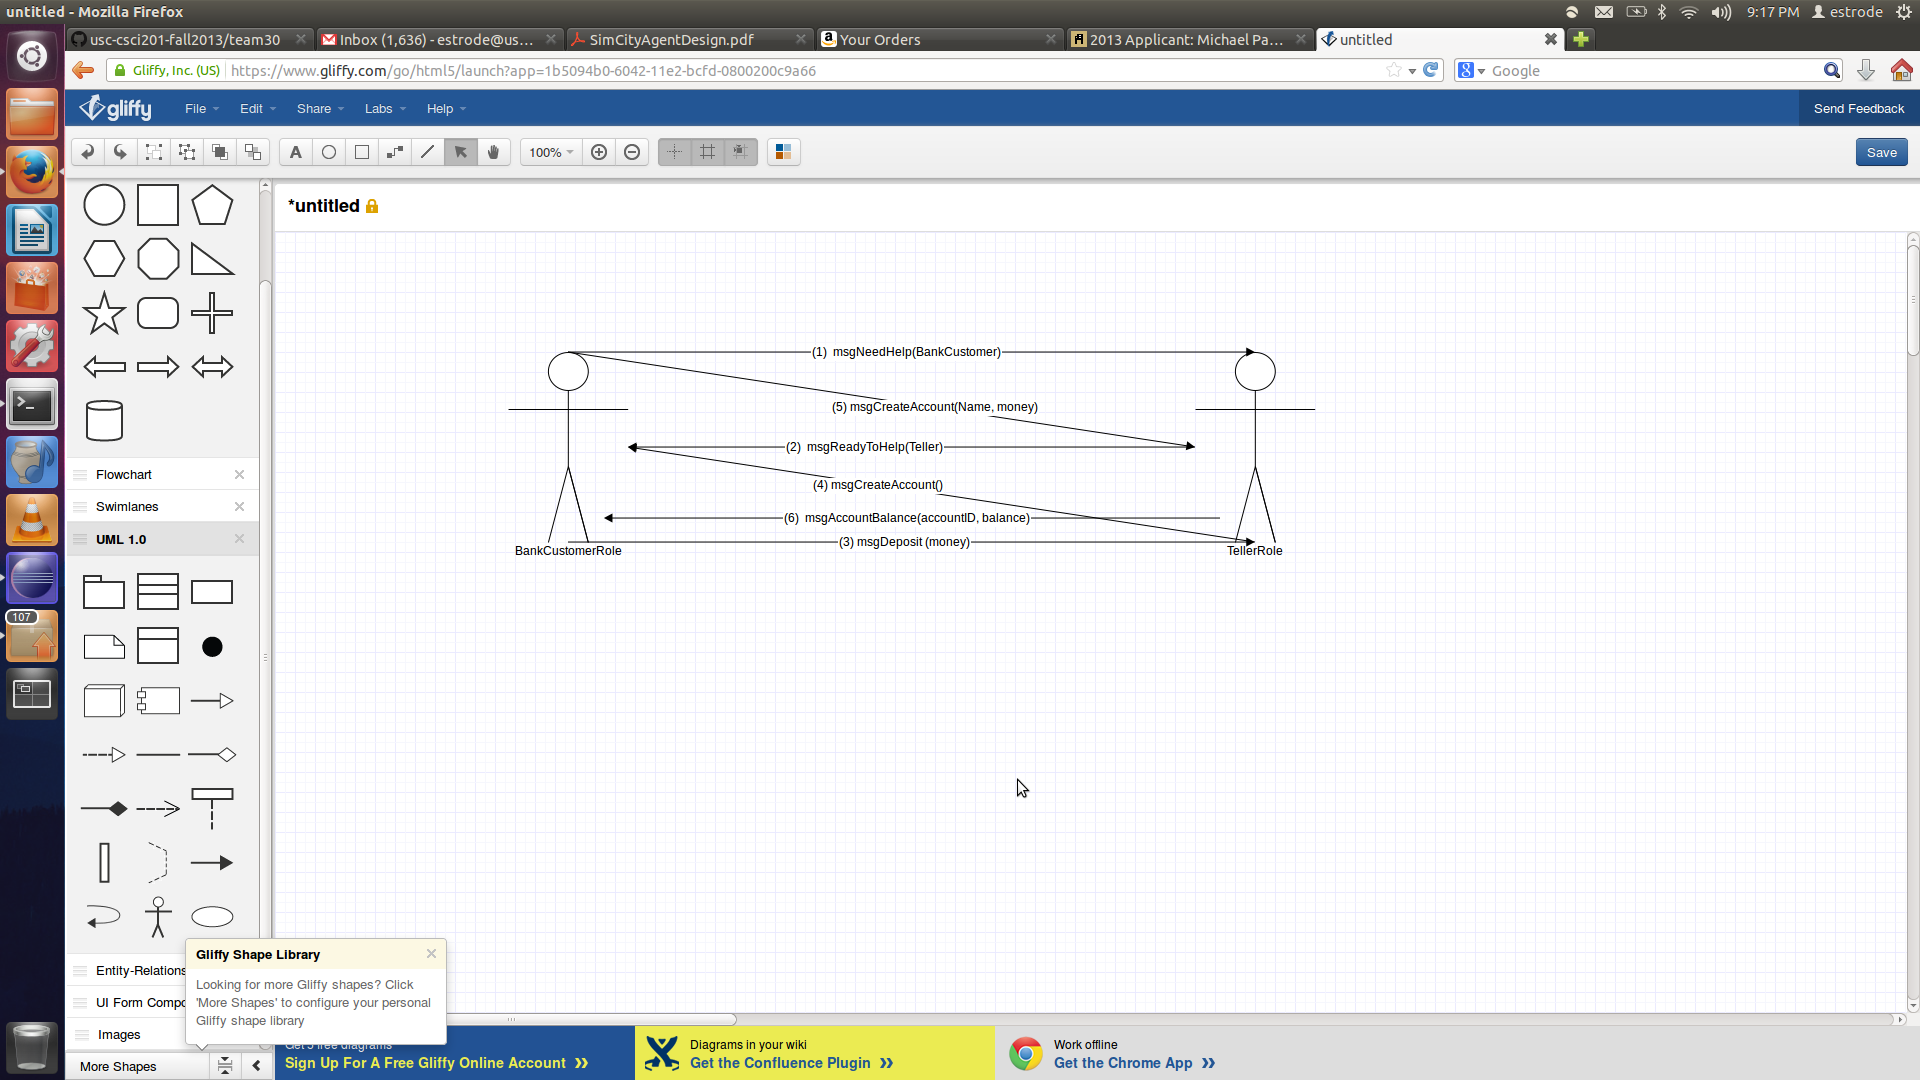 untitled - Mozilla Firefox
9:17 PM estrode
usc-csci201-fall2013/team30
Inbox (1,636) - estrode@us...
SimCityAgentDesign.pdf
Your Orders
2013 Applicant: Michael Pa...
untitled
Gliffy, Inc. (US)
https://www.gliffy.com/go/html5/launch?app=1b5094b0-6042-11e2-bcfd-0800200c9a66
Google
gliffy
File
Edit
Share
Labs
Help
Send Feedback
A
100%
Save
*untitled
(1) msgNeedHelp(BankCustomer)
(5) msgCreateAccount(Name, money)
(2) msgReadyToHelp(Teller)
(4) msgCreateAccount()
(6) msgAccountBalance(accountID, balance)
(3) msgDeposit (money)
BankCustomerRole
TellerRole
Flowchart
Swimlanes
UML 1.0
107
Entity-Relations
UI Form Compo
Images
More Shapes
Gliffy Shape Library
Looking for more Gliffy shapes? Click
'More Shapes' to configure your personal
Gliffy shape library
Get 5 free diagrams
Sign Up For A Free Gliffy Online Account »
Diagrams in your wiki
Get the Confluence Plugin »
Work offline
Get the Chrome App »